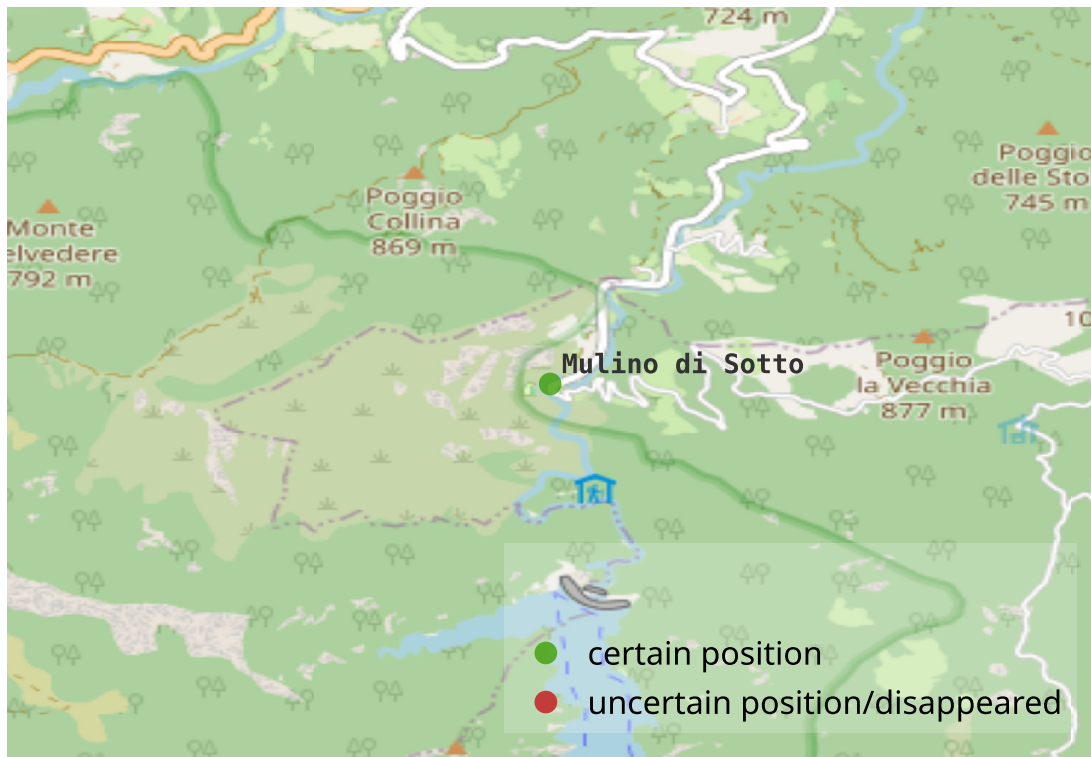 724 m
Poggio
delle Sto
745 m
Poggio
Collina
869 m
Monte
elvedere
792 m
10
Mulino di Sotto
Poggio
la Vecchia
877 m
certain position
uncertain position/disappeared